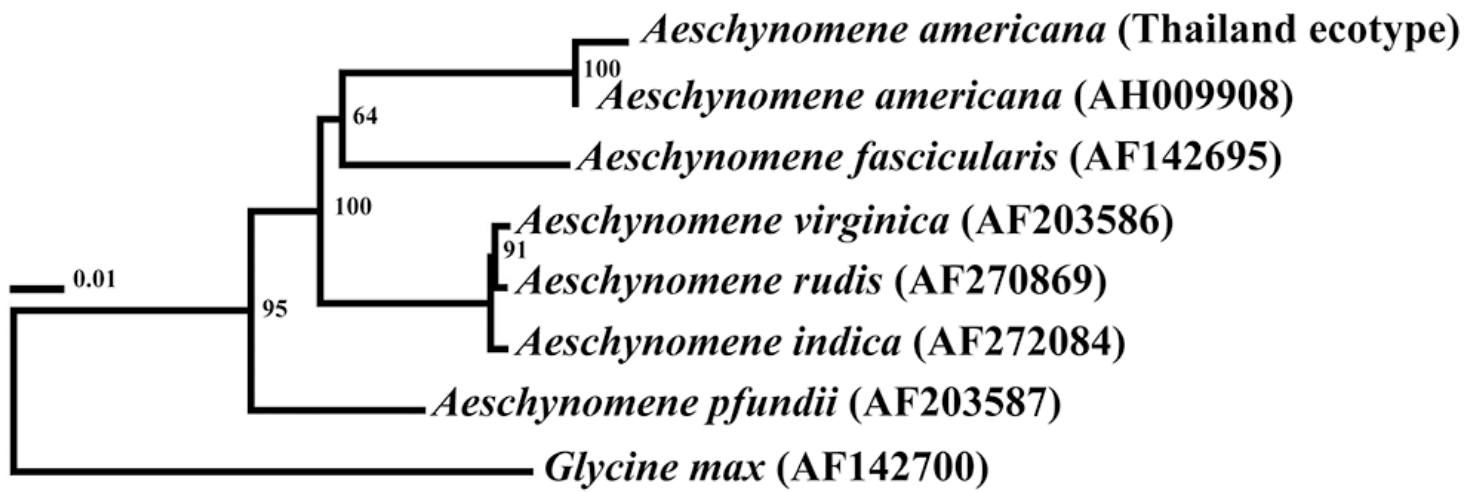 Aeschynomene americana (Thailand ecotype)
100
Aeschynomene americana (AH009908)
64
Aeschynomene fascicularis (AF142695)
100
Aeschynomene virginica (AF203586)
91
Aeschynomene rudis (AF270869)
0.01
95
Aeschynomene indica (AF272084)
Aeschynomene pfundii (AF203587)
Glycine max (AF142700)